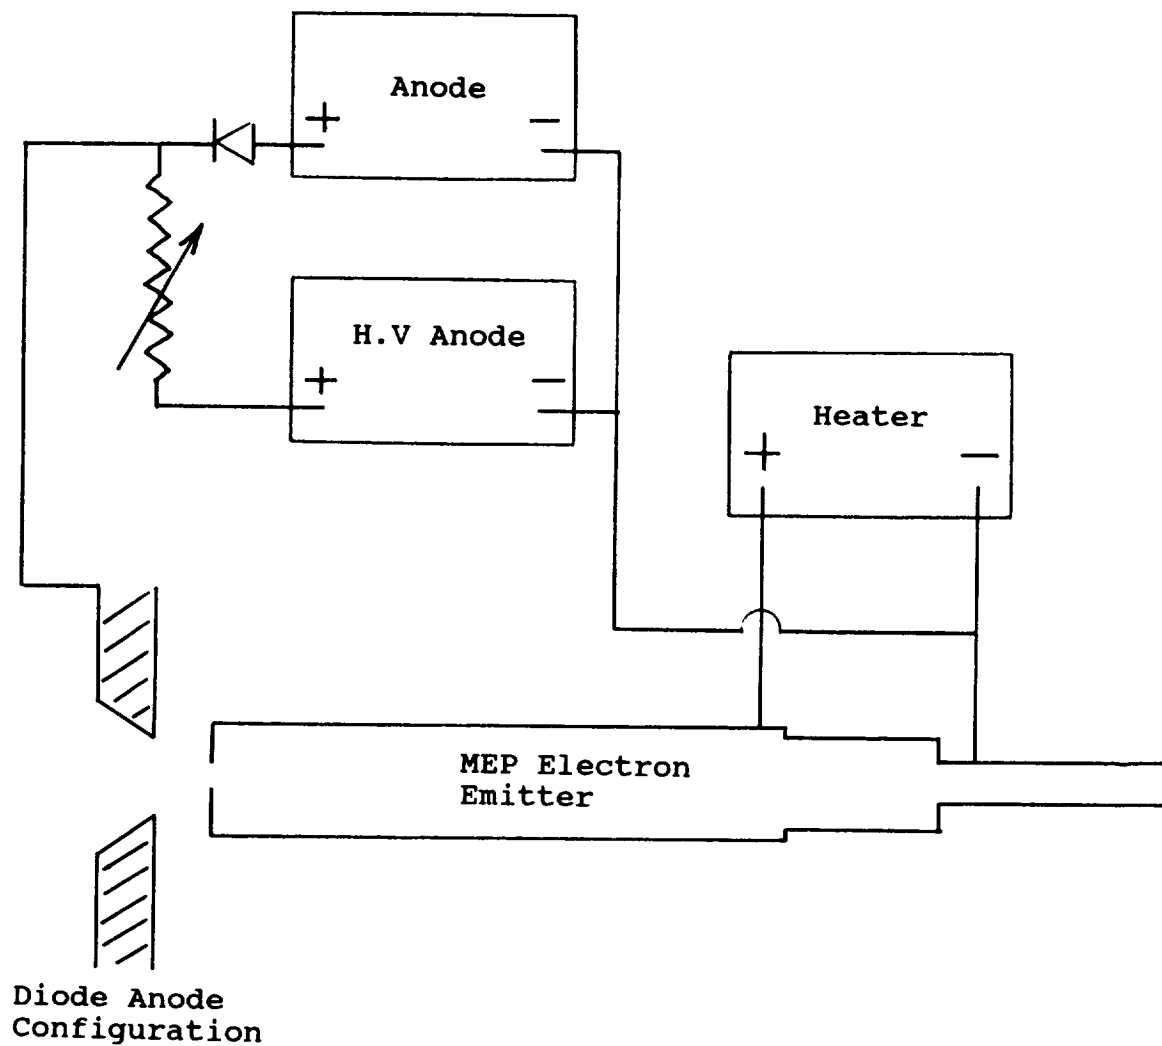 Anode
+ −
H.V Anode
+ −
Heater
+ −
MEP Electron
Emitter
Diode Anode
Configuration